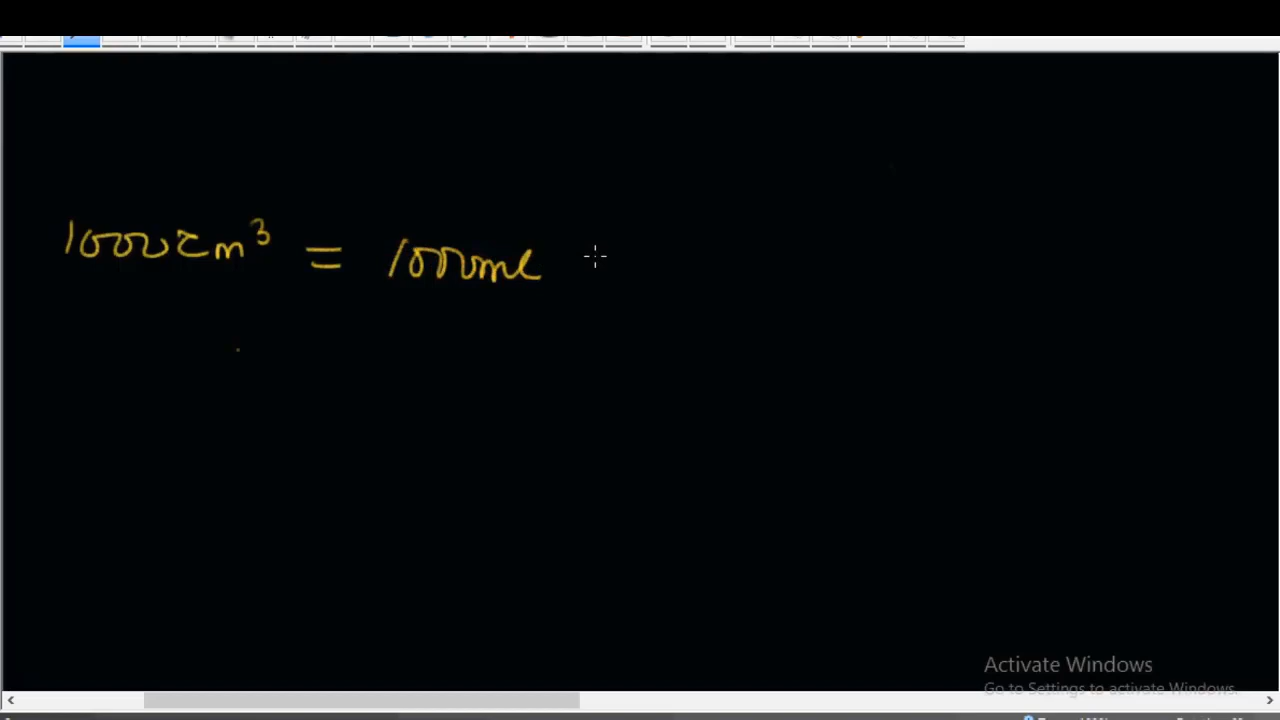 1000cm³ = 1000ml
Activate Windows
Go to Settings to activate Windows.